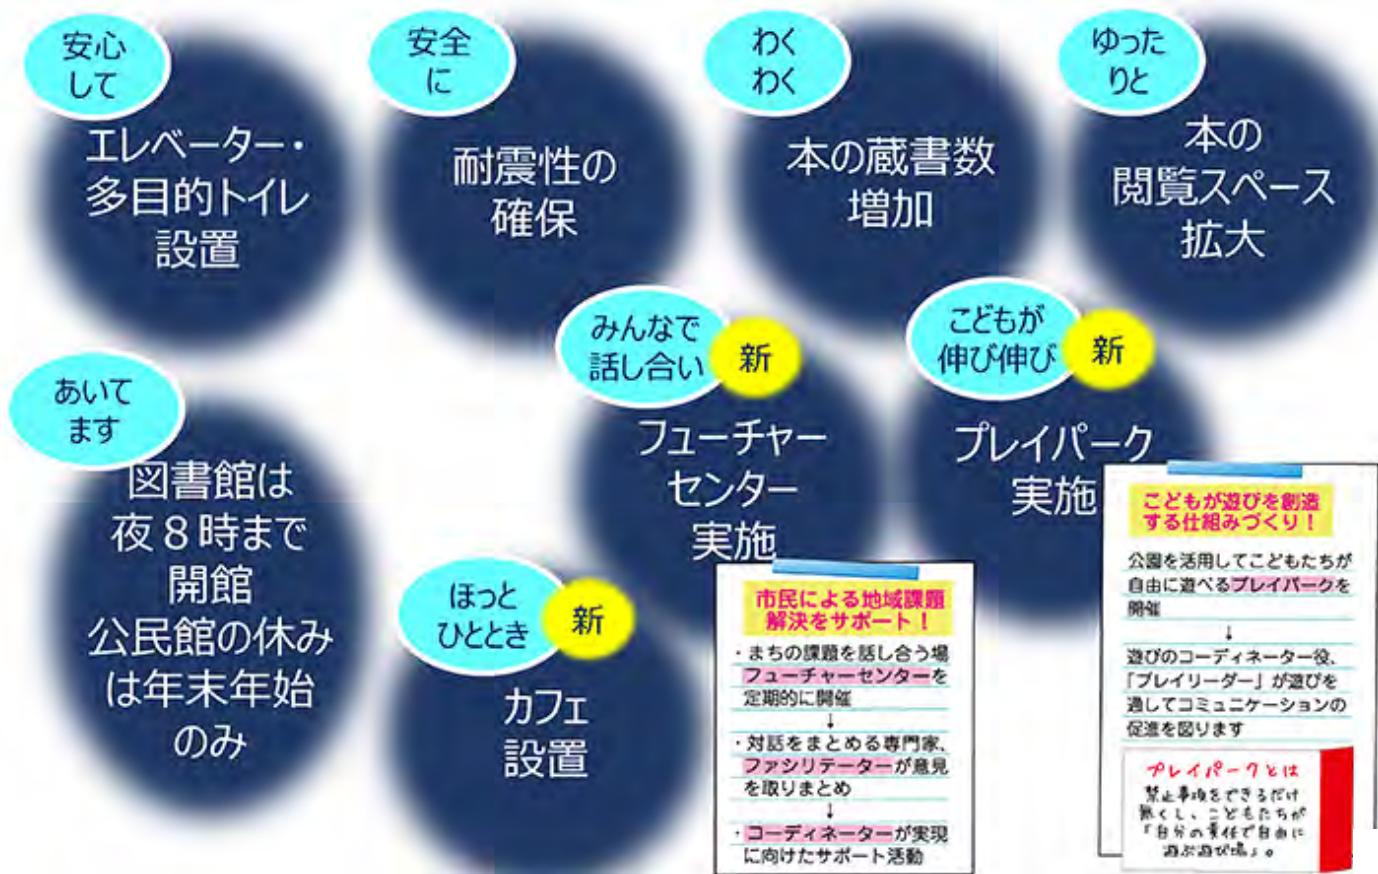 安心
して
エレベーター・
多目的トイレ
設置
安全
に
耐震性の
確保
わく
わく
本の蔵書数
増加
ゆった
りと
本の
閲覧スペース
拡大
あいて
ます
図書館は
夜８時まで
開館
公民館の休み
は年末年始
のみ
ほっと
ひととき
新
カフェ
設置
みんなで
話し合い
新
フューチャー
センター
実施
市民による地域課題
解決をサポート！
・まちの課題を話し合う場
フューチャーセンターを
定期的に開催
↓
・対話をまとめる専門家、
ファシリテーターが意見
を取りまとめ
↓
・コーディネーターが実現
に向けたサポート活動
こどもが
伸び伸び
新
プレイパーク
実施
こどもが遊びを創造
する仕組みづくり！
公園を活用してこどもたちが
自由に遊べるプレイパークを
開催
↓
遊びのコーディネーター役、
「プレイリーダー」が遊びを
通してコミュニケーションの
促進を図ります
プレイパークとは
禁止事項をできるだけ
無くし、こどもたちが
「自分の責任で自由に
遊ぶ遊び場」。